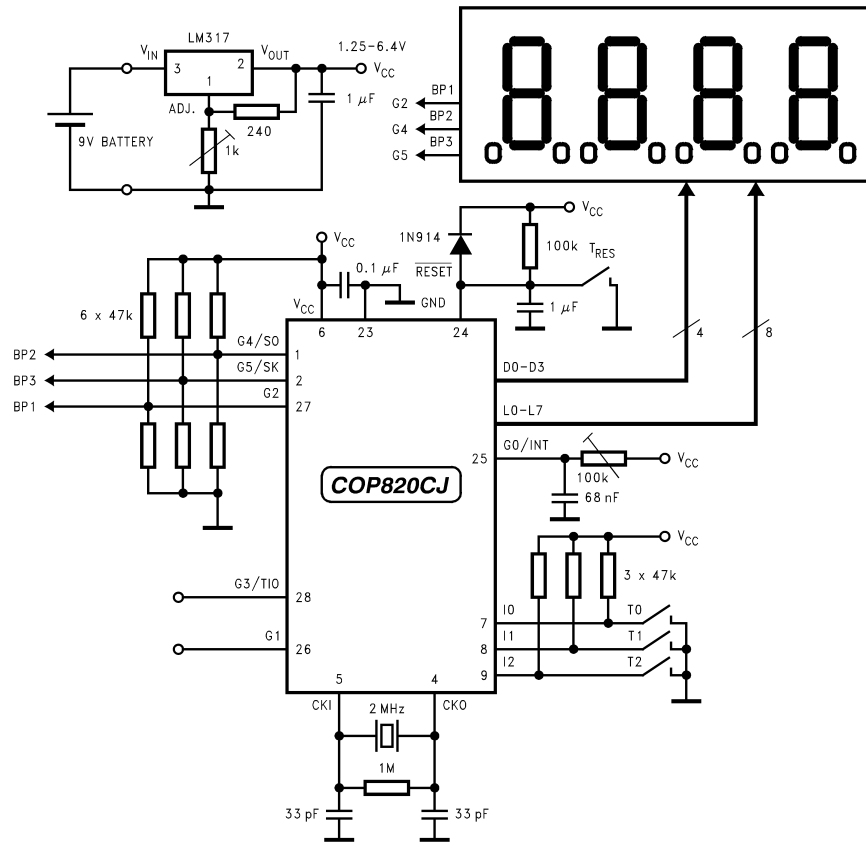 LM317
V_IN
V_OUT
1.25-6.4V
V_CC
3
2
1
ADJ.
240
1 μF
9V BATTERY
1k
BP1
G2
BP2
G4
BP3
G5
V_CC
1N914
100k
T_RES
RESET
1 μF
V_CC
0.1 μF
GND
V_CC
6
23
24
6 x 47k
4
8
BP2
G4/SO
1
BP3
G5/SK
2
BP1
G2
27
D0-D3
L0-L7
G0/INT
25
V_CC
100k
68 nF
COP820CJ
V_CC
3 x 47k
G3/TIO
28
I0
7
T0
G1
26
I1
8
T1
I2
9
T2
5
4
CKI
CKO
2 MHz
1M
33 pF
33 pF